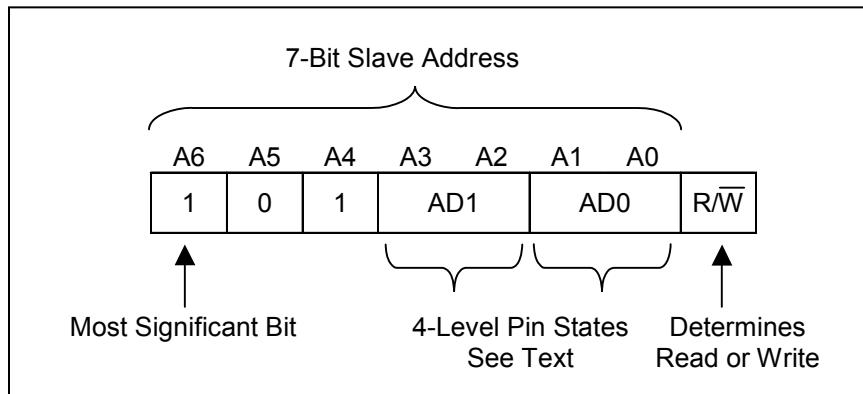 7-Bit Slave Address
A6 A5 A4 A3 A2 A1 A0
1 0 1 AD1 AD0 R/W̅
Most Significant Bit
4-Level Pin States
See Text
Determines
Read or Write